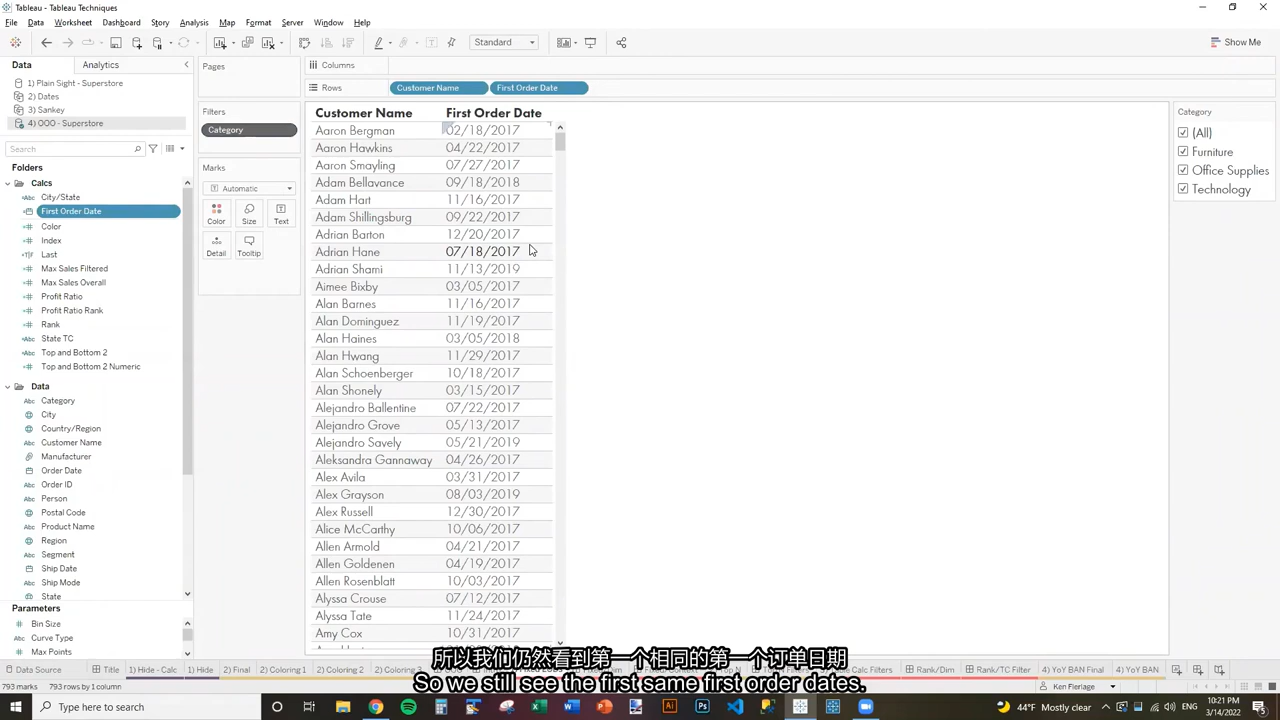 Tableau - Tableau Techniques
File Data Worksheet Dashboard Story Analysis Map Format Server Window Help
Standard
Show Me
Data Analytics
1) Plain Sight - Superstore
2) Dates
3) Sankey
4) OOO - Superstore
Search
Folders
Calcs
City/State
First Order Date
Color
Index
Last
Max Sales Filtered
Max Sales Overall
Profit Ratio
Profit Ratio Rank
Rank
State TC
Top and Bottom 2
Top and Bottom 2 Numeric
Data
Category
City
Country/Region
Customer Name
Manufacturer
Order Date
Order ID
Person
Postal Code
Product Name
Region
Segment
Ship Date
Ship Mode
State
Parameters
Bin Size
Curve Type
Max Points
Pages
Filters
Category
Marks
Automatic
Color Size Text
Detail Tooltip
Columns
Rows Customer Name First Order Date
Customer Name First Order Date
Aaron Bergman 02/18/2017
Aaron Hawkins 04/22/2017
Aaron Smayling 07/27/2017
Adam Bellavance 09/18/2018
Adam Hart 11/16/2017
Adam Shillingsburg 09/22/2017
Adrian Barton 12/20/2017
Adrian Hane 07/18/2017
Adrian Shami 11/13/2019
Aimee Bixby 03/05/2017
Alan Barnes 11/16/2017
Alan Dominguez 11/19/2017
Alan Haines 03/05/2018
Alan Hwang 11/29/2017
Alan Schoenberger 10/18/2017
Alan Shonely 03/15/2017
Alejandro Ballentine 07/22/2017
Alejandro Grove 05/13/2017
Alejandro Savely 05/21/2019
Aleksandra Gannaway 04/26/2017
Alex Avila 03/31/2017
Alex Grayson 08/03/2019
Alex Russell 12/30/2017
Alice McCarthy 10/06/2017
Allen Armold 04/21/2017
Allen Goldenen 04/19/2017
Allen Rosenblatt 10/03/2017
Alyssa Crouse 07/12/2017
Alyssa Tate 11/24/2017
Amy Cox 10/31/2017
Category
(All)
Furniture
Office Supplies
Technology
所以我们仍然看到第一个相同的第一个订单日期
So we still see the first same first order dates.
Data Source Title 1) Hide - Calc 1) Hide 2) Final 2) Coloring 1 2) Coloring 2 Filters Rank/Dim Rank/TC Filter 4) YoY BAN Final 4) YoY BAN
793 marks 793 rows by 1 column
Ken Flerlage
Type here to search
44°F Mostly clear
10:21 PM
3/14/2022